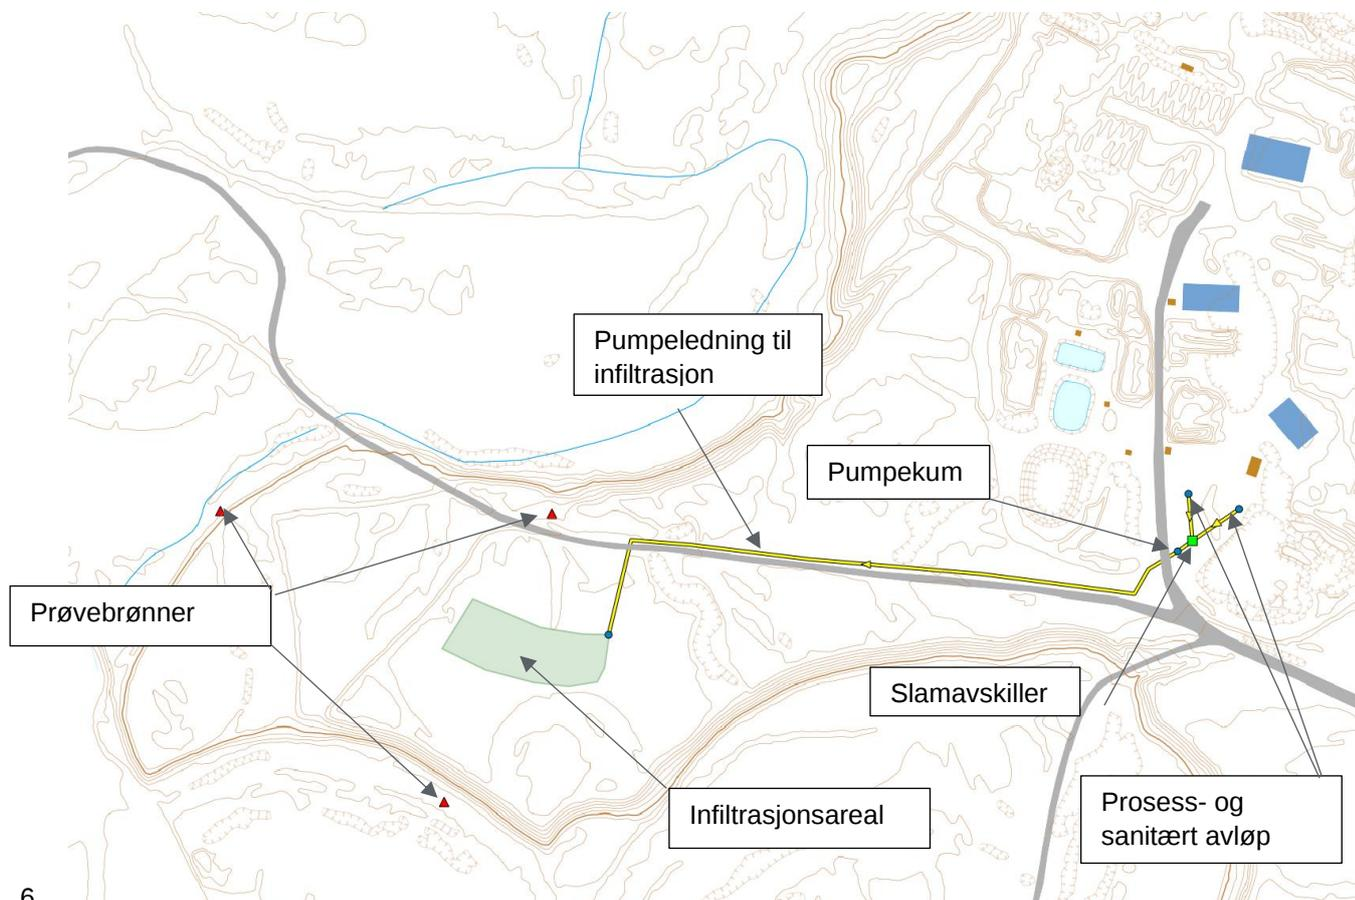 Pumpeledning til
infiltrasjon
Pumpekum
Prøvebrønner
Slamavskiller
Infiltrasjonsareal
Prosess- og
sanitært avløp
6